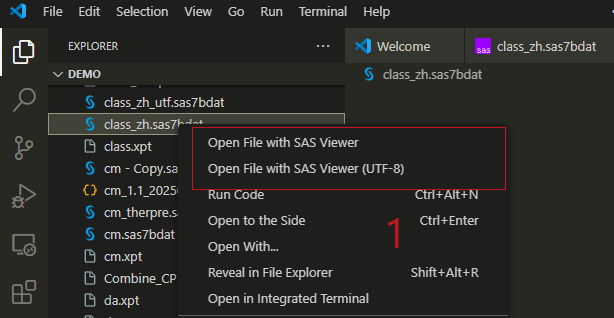 File Edit Selection View Go Run Terminal Help
EXPLORER
Welcome
sas class_zh.sas7bdat
DEMO
class_zh.sas7bdat
class_zh_utf.sas7bdat
class_zh.sas7bdat
class.xpt
cm - Copy.sa
cm_1.1_2025
cm_therpre.sa
cm.sas7bdat
cm.xpt
Combine_CP
da.xpt
Open File with SAS Viewer
Open File with SAS Viewer (UTF-8)
Run Code Ctrl+Alt+N
Open to the Side Ctrl+Enter
Open With...
Reveal in File Explorer Shift+Alt+R
Open in Integrated Terminal
1